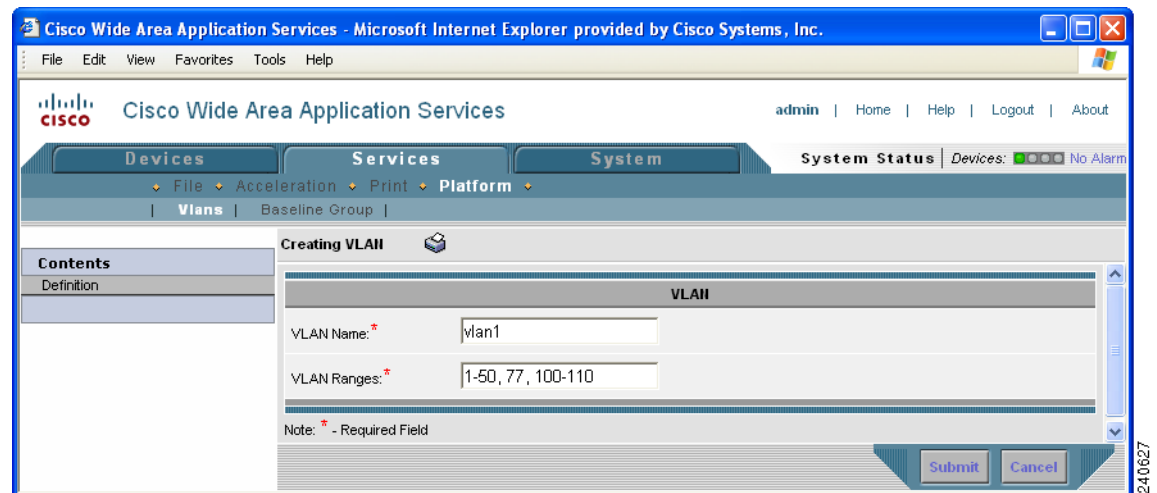 Cisco Wide Area Application Services - Microsoft Internet Explorer provided by Cisco Systems, Inc.
File Edit View Favorites Tools Help
CISCO Cisco Wide Area Application Services admin | Home | Help | Logout | About
Devices Services System System Status | Devices: No Alarm
File Acceleration Print Platform
| Vlans | Baseline Group |
Creating VLAN
Contents
Definition
VLAN
VLAN Name:* vlan1
VLAN Ranges:* 1-50, 77, 100-110
Note: * - Required Field
Submit Cancel
240627